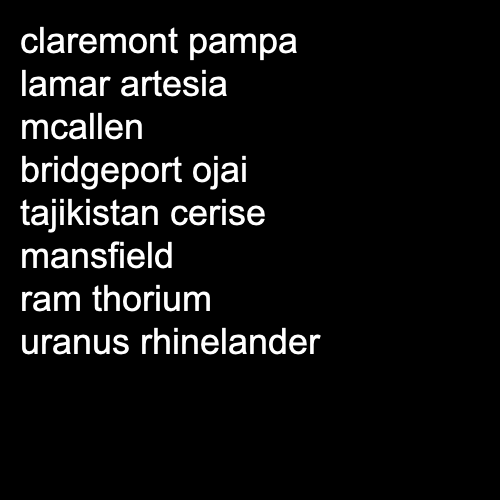 claremont pampa
lamar artesia
mcallen
bridgeport ojai
tajikistan cerise
mansfield
ram thorium
uranus rhinelander